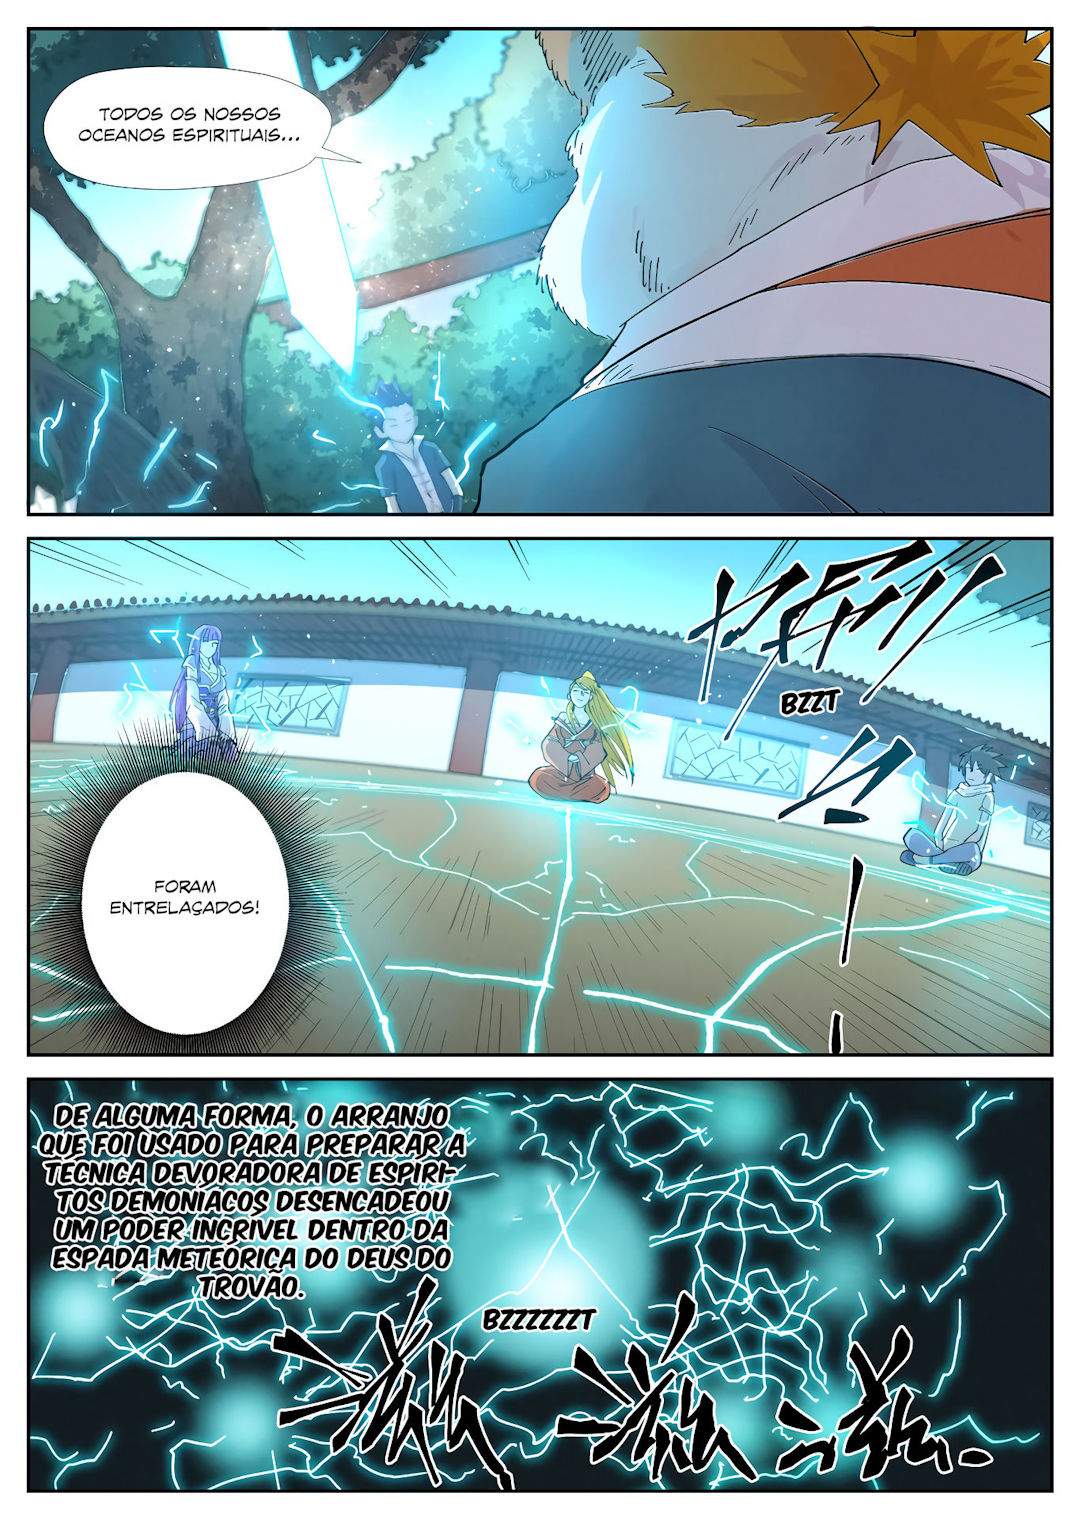 TODOS OS NOSSOS
OCEANOS ESPIRITUAIS...
BZZT
FORAM
ENTRELAÇADOS!
DE ALGUMA FORMA, O ARRANJO
QUE FOI USADO PARA PREPARAR A
TÉCNICA DEVORADORA DE ESPÍRI-
TOS DEMONÍACOS DESENCADEOU
UM PODER INCRÍVEL DENTRO DA
ESPADA METEÓRICA DO DEUS DO
TROVÃO.
BZZZZZZT